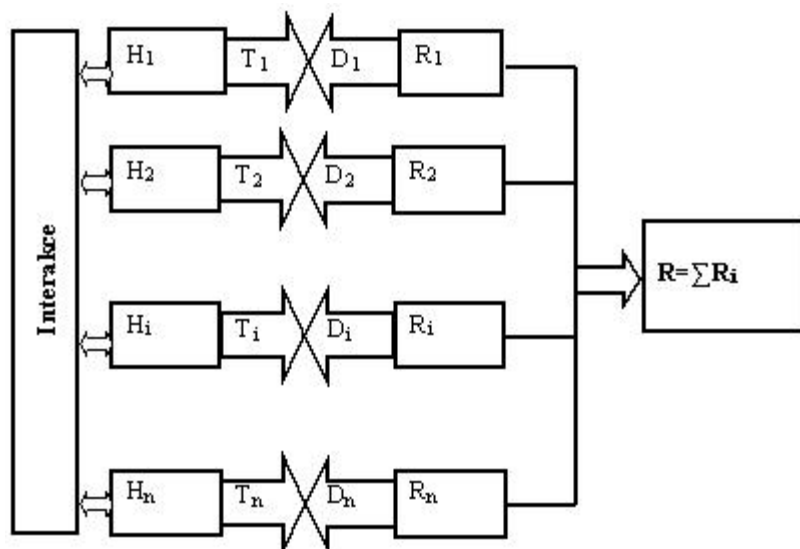 H₁ T₁ D₁ R₁
H₂ T₂ D₂ R₂
R=∑Rᵢ
Interakce
Hᵢ Tᵢ Dᵢ Rᵢ
Hₙ Tₙ Dₙ Rₙ